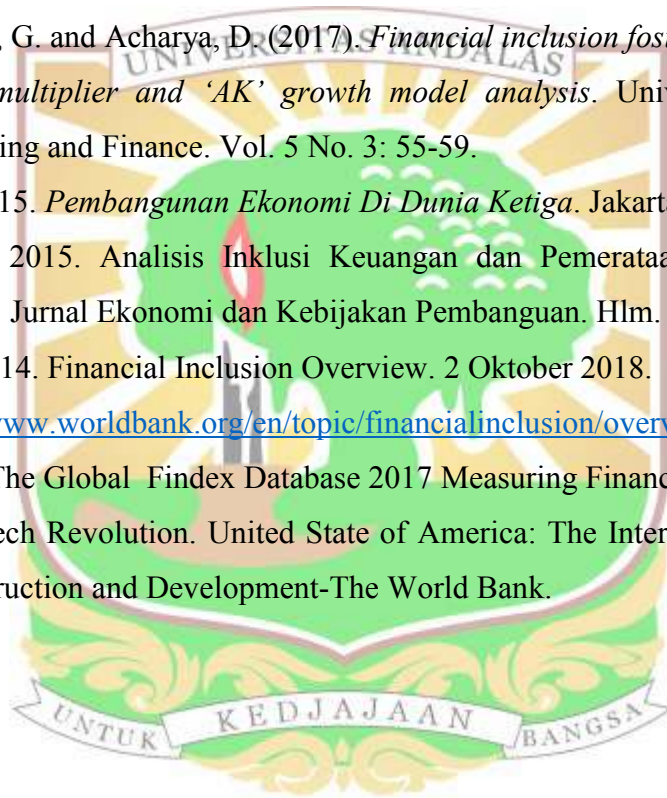 , G. and Acharya, D. (2017). Financial inclusion fos
UNIVERSITAS ANDALAS
multiplier and ‘AK’ growth model analysis. Univ
ing and Finance. Vol. 5 No. 3: 55-59.
15. Pembangunan Ekonomi Di Dunia Ketiga. Jakarta
2015. Analisis Inklusi Keuangan dan Pemerataa
Jurnal Ekonomi dan Kebijakan Pembanguan. Hlm.
14. Financial Inclusion Overview. 2 Oktober 2018.
www.worldbank.org/en/topic/financialinclusion/overv
The Global Findex Database 2017 Measuring Financ
ech Revolution. United State of America: The Inter
ruction and Development-The World Bank.
UNTUK KEDJAJAAN BANGSA